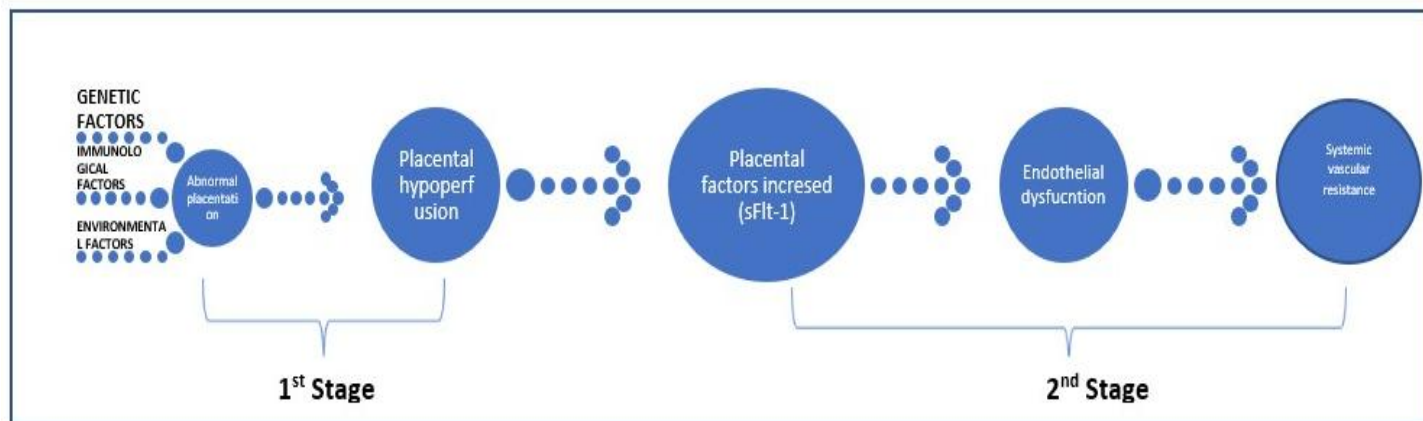 GENETIC
FACTORS
IMMUNOLO
GICAL
FACTORS
ENVIRONMENTA
L FACTORS
Abnormal
placentati
on
Placental
hypoperf
usion
Placental
factors incresed
(sFlt-1)
Endothelial
dysfucntion
Systemic
vascular
resistance
1st Stage
2nd Stage